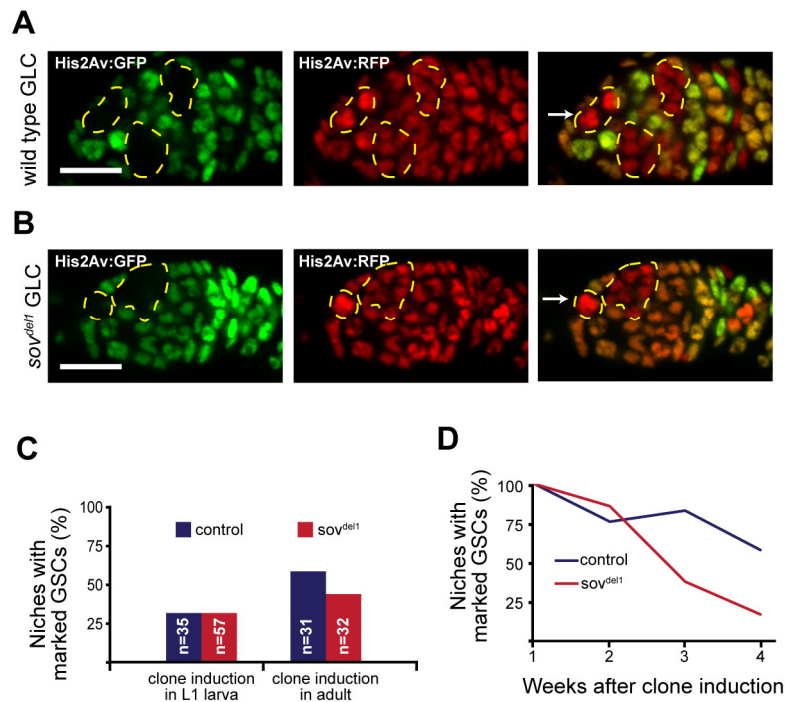 A
wild type GLC
His2Av:GFP
His2Av:RFP
B
sov^del1 GLC
His2Av:GFP
His2Av:RFP
C
Niches with
marked GSCs (%)
100
75
50
25
control
sov^del1
n=35
n=57
n=31
n=32
clone induction
in L1 larva
clone induction
in adult
D
Niches with
marked GSCs (%)
100
75
50
25
control
sov^del1
1
2
3
4
Weeks after clone induction